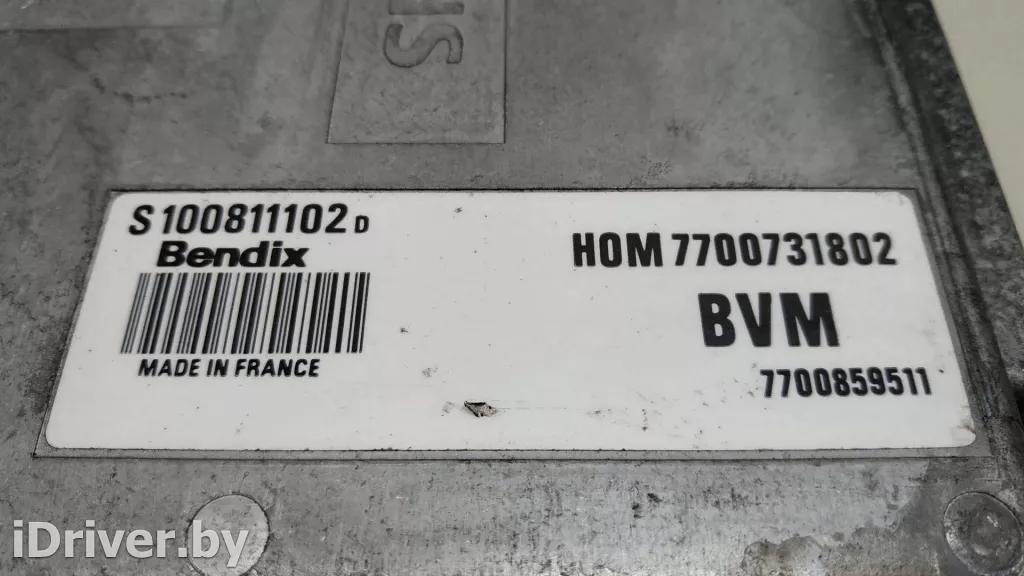 S100811102 D
Bendix
MADE IN FRANCE
HOM 7700731802
BVM
7700859511
iDriver.by